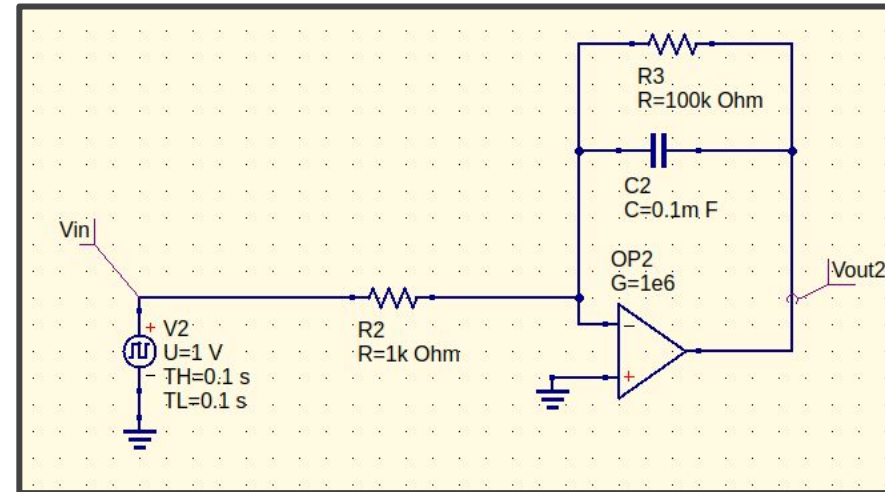 R3
R=100k Ohm
C2
C=0.1m F
Vin
OP2
G=1e6
Vout2
+ V2
U=1 V
− TH=0.1 s
TL=0.1 s
R2
R=1k Ohm
−
+